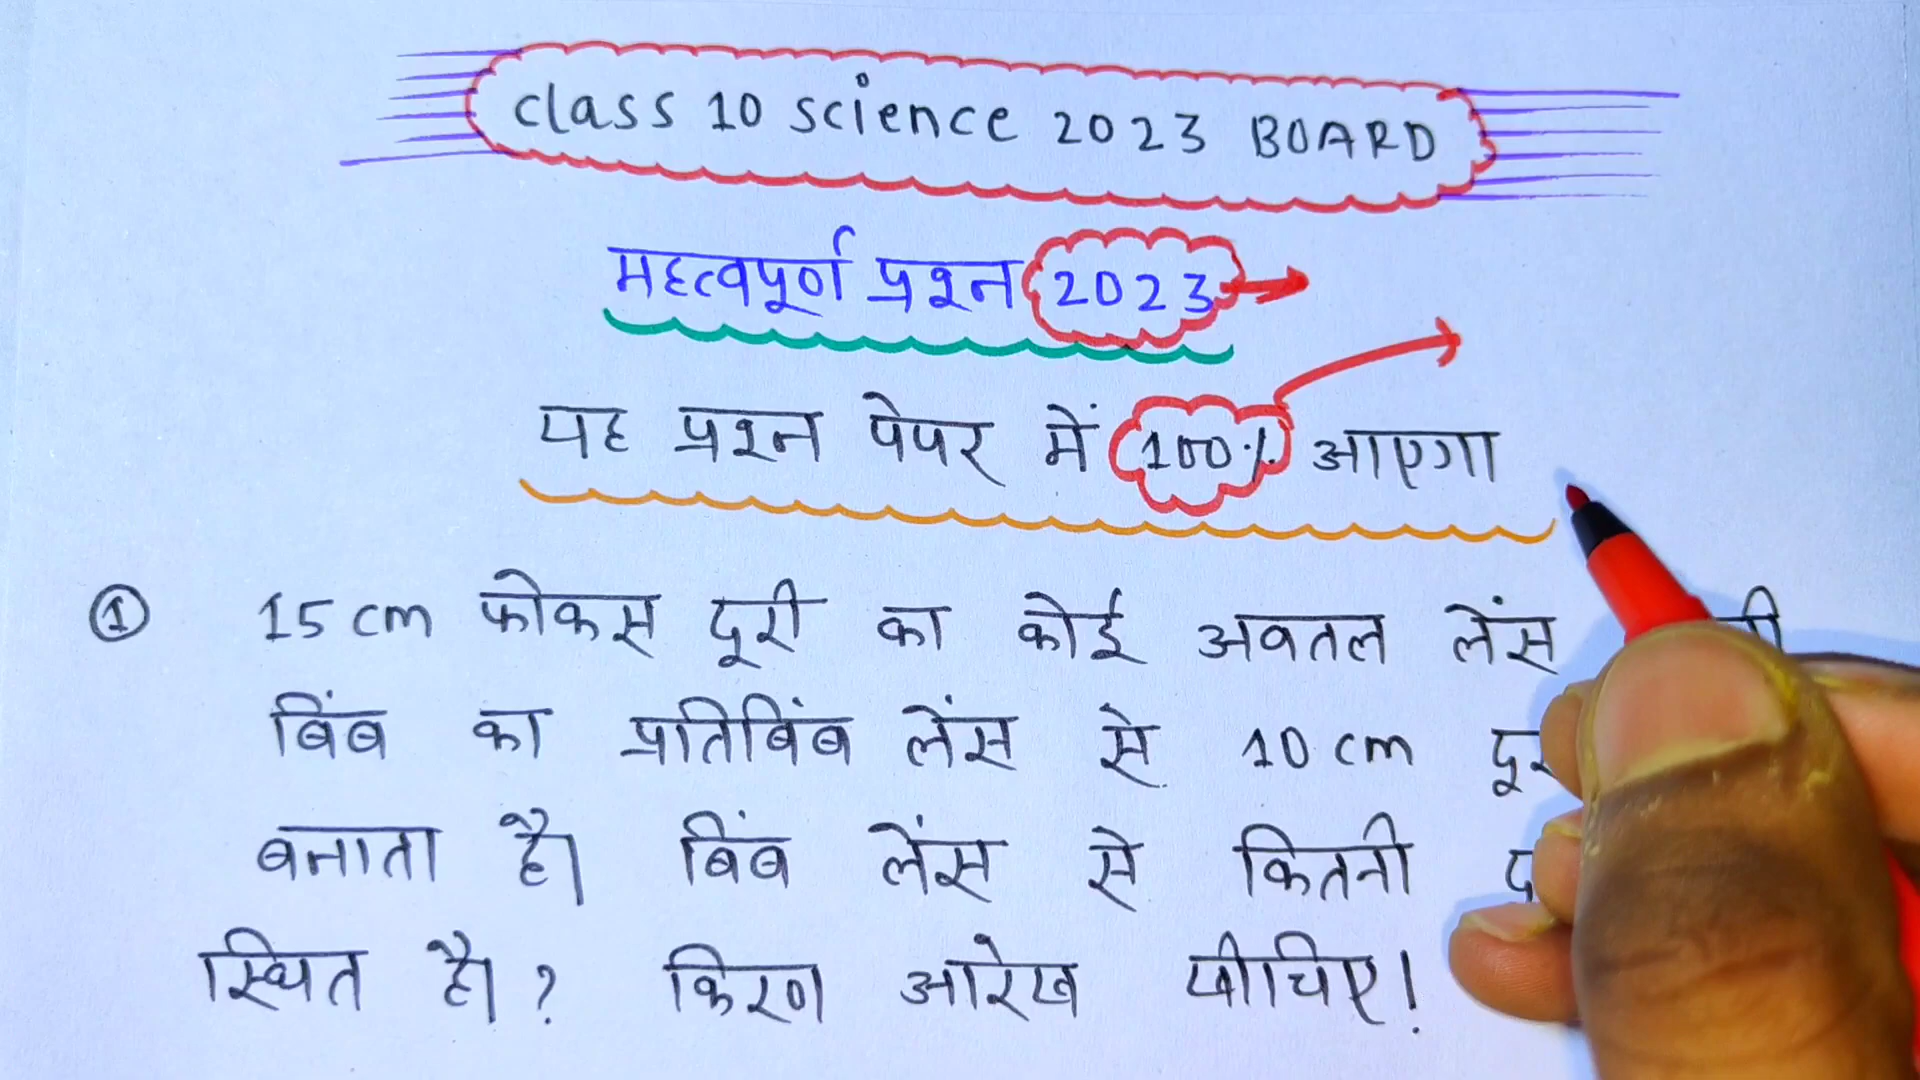 class 10 science 2023 BOARD
महत्वपूर्ण प्रश्न 2023
यह प्रश्न पेपर में 100% आएगा
① 15 cm फोकस दूरी का कोई अवतल लेंस
बिंब का प्रतिबिंब लेंस से 10 cm
बनाता है। बिंब लेंस से कितनी
स्थित है। ? किरण आरेख खीचिए!